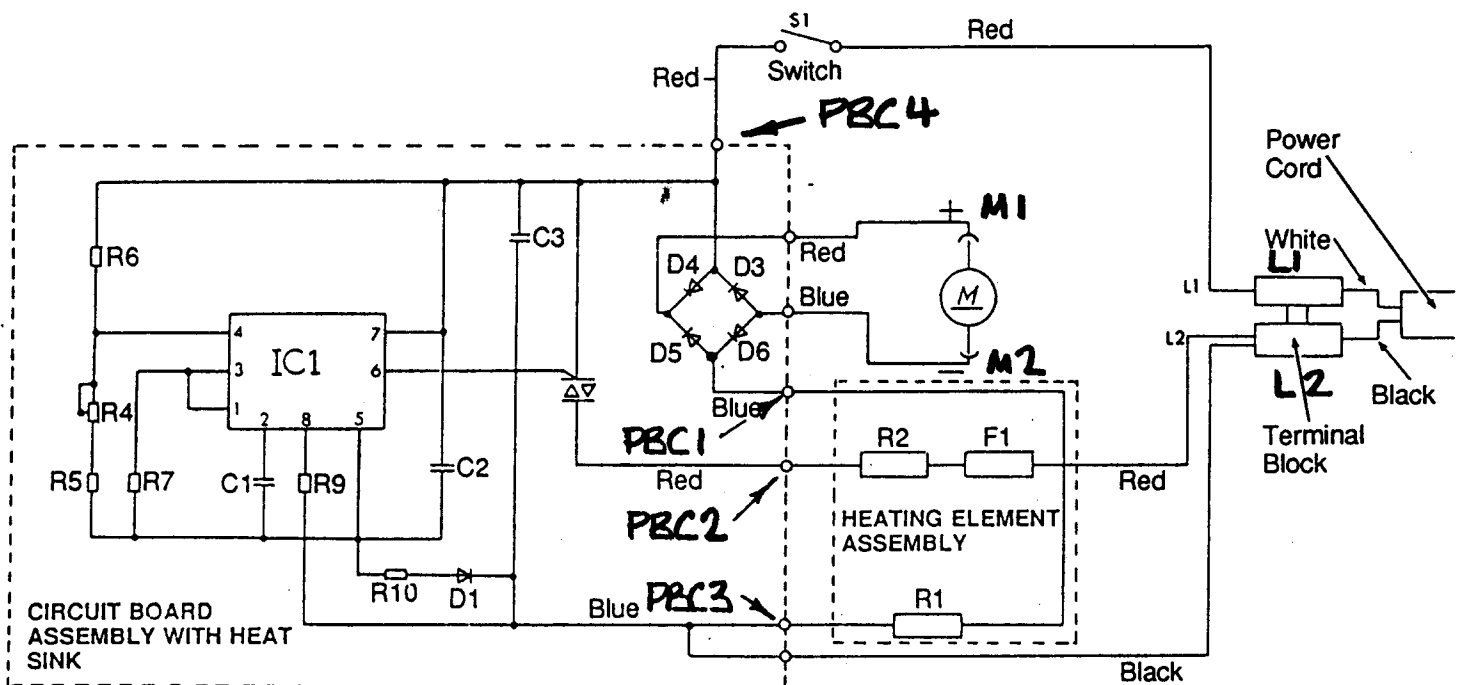 S1
Red
Switch
Red
PBC4
Power
Cord
R6
C3
D4
D3
Red
+
M1
White
L1
Blue
M
L1
4
7
IC1
3
6
D5
D6
L2
R4
1
2
8
5
Blue
M2
L2
Black
PBC1
R2
F1
Terminal
Block
R5
R7
C1
R9
C2
Red
Red
PBC2
HEATING ELEMENT
ASSEMBLY
R10
D1
Blue
PBC3
R1
CIRCUIT BOARD
ASSEMBLY WITH HEAT
SINK
Black